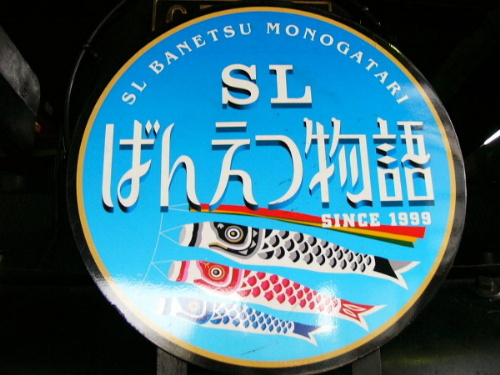 SL BANETSU MONOGATARI
SL
ばんえつ物語
SINCE 1999